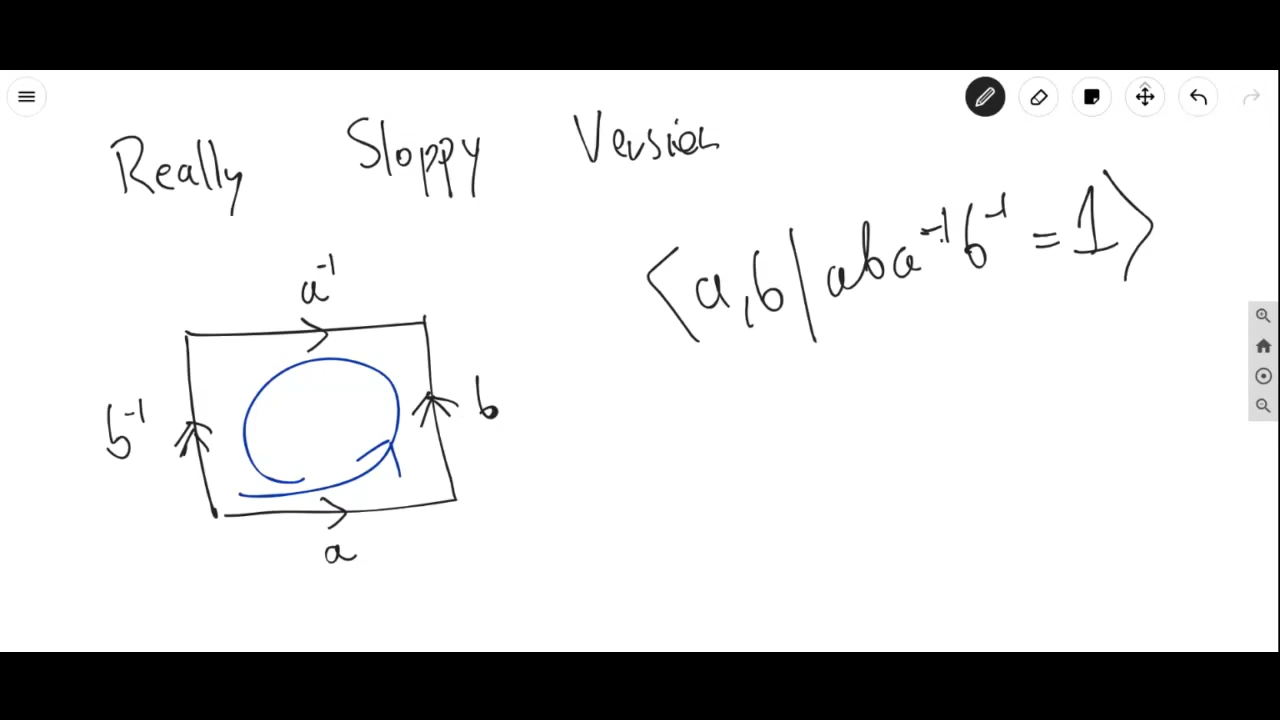 Really Sloppy Version
⟨a,b | aba⁻¹b⁻¹ = 1⟩
a⁻¹
b⁻¹
b
a